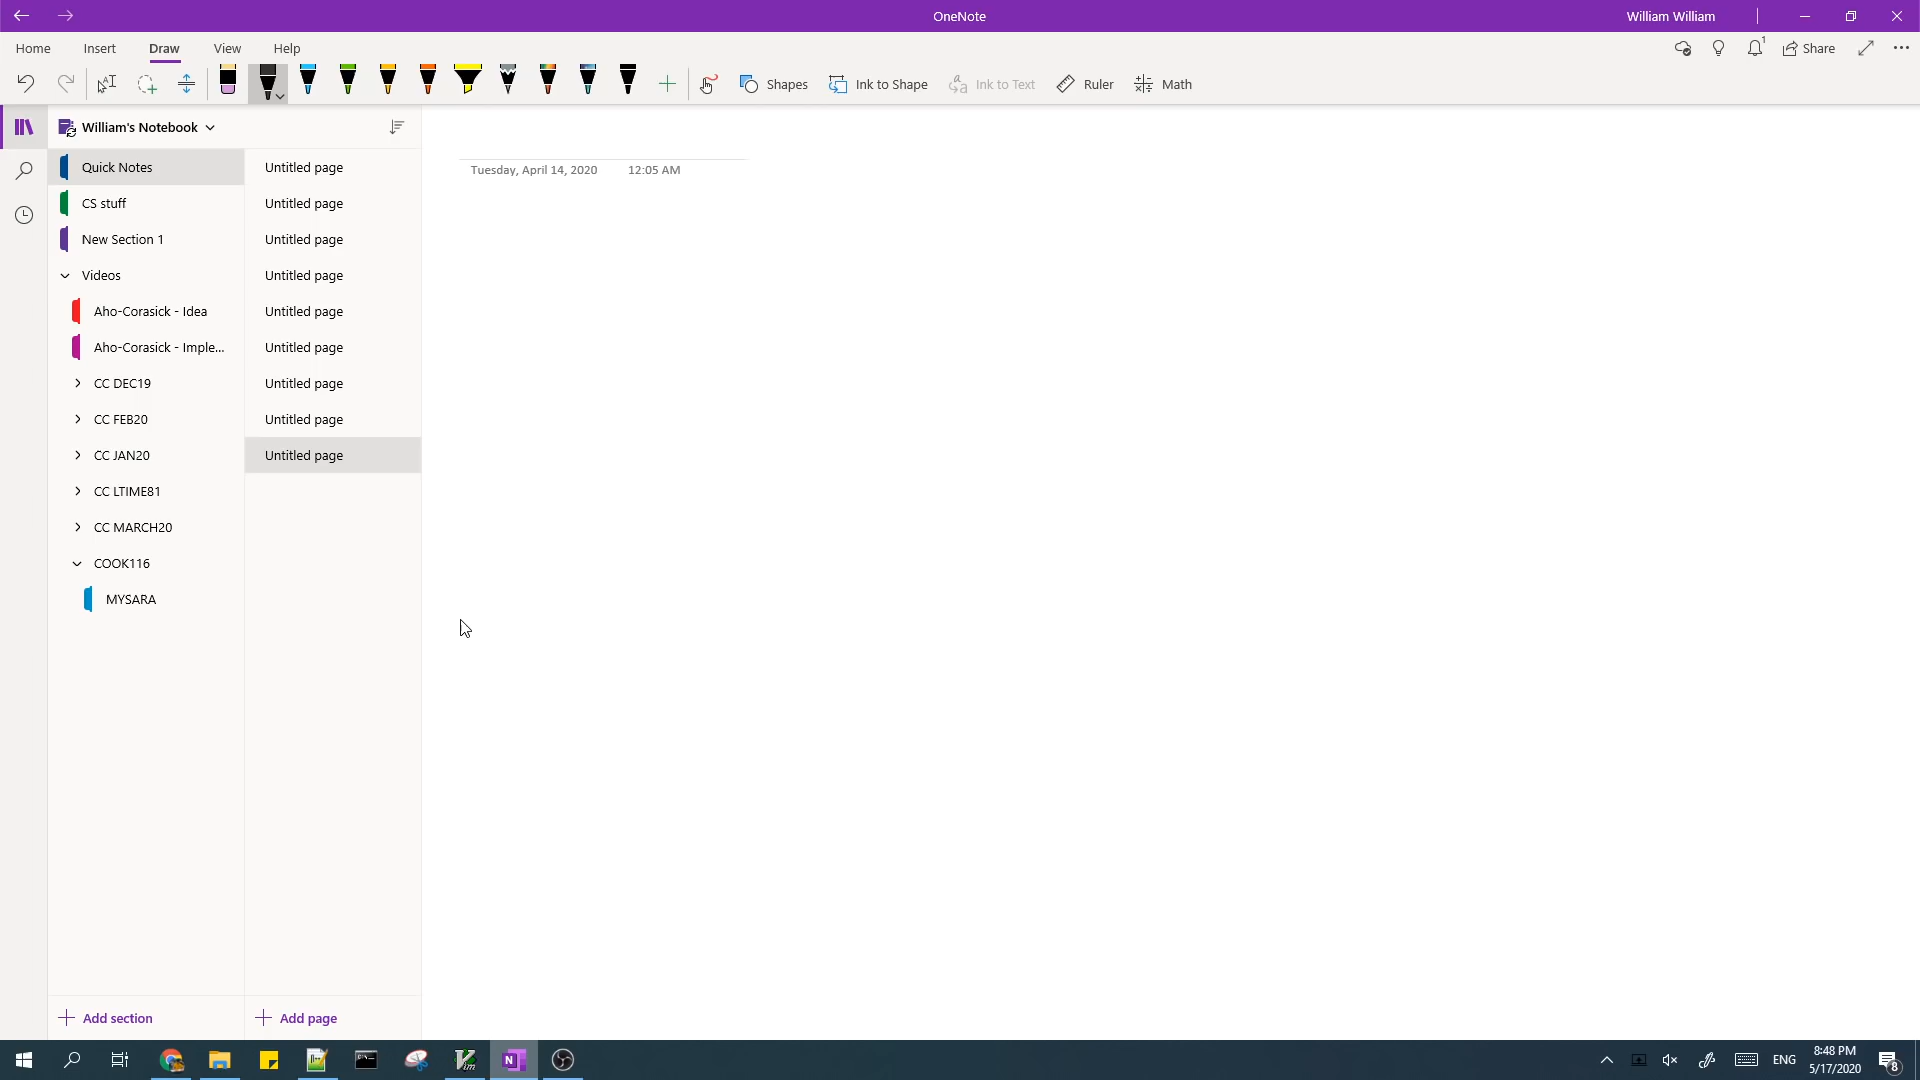 OneNote
William William
Home
Insert
Draw
View
Help
1
Share
Shapes
Ink to Shape
Ink to Text
Ruler
Math
William's Notebook
Quick Notes
CS stuff
New Section 1
Videos
Aho-Corasick - Idea
Aho-Corasick - Imple...
CC DEC19
CC FEB20
CC JAN20
CC LTIME81
CC MARCH20
COOK116
MYSARA
Add section
Untitled page
Untitled page
Untitled page
Untitled page
Untitled page
Untitled page
Untitled page
Untitled page
Untitled page
Add page
Tuesday, April 14, 2020 12:05 AM
ENG
8:48 PM
5/17/2020
8